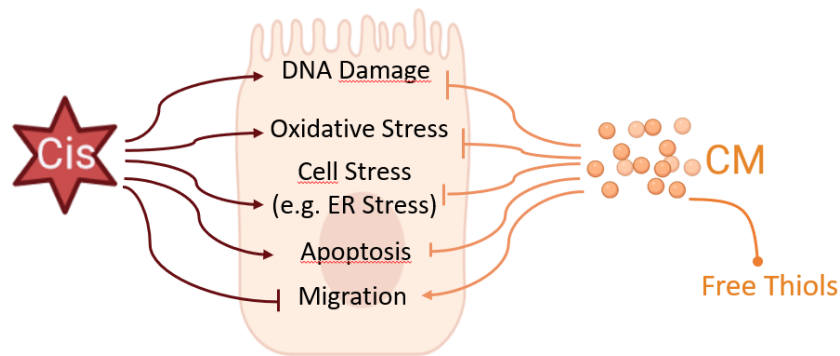 Cis
DNA Damage
Oxidative Stress
Cell Stress
(e.g. ER Stress)
Apoptosis
Migration
CM
Free Thiols